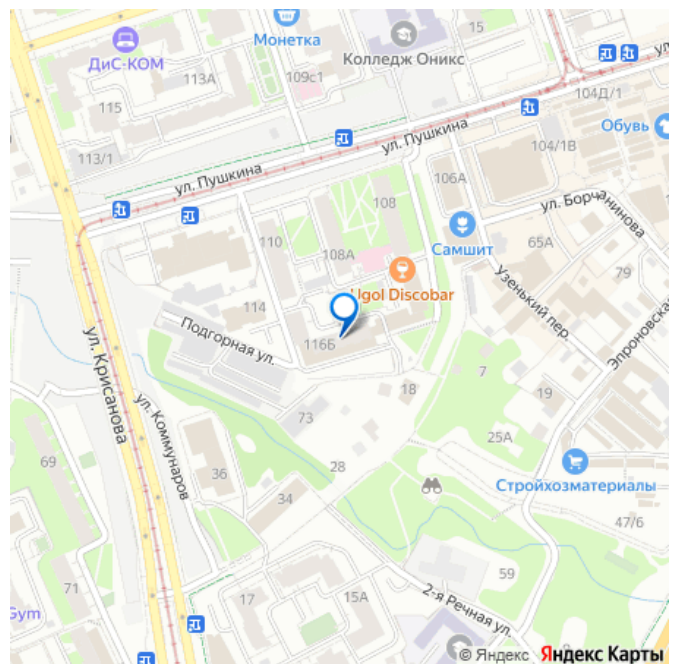 Монетка
15
ДиС-КОМ
Колледж Оникс
113А
109с1
115
104Д/1
Обувь
104/1В
113/1
ул. Пушкина
ул. Пушкина
106А
108
ул. Борчанинова
110
Самшит
65А
108А
79
Ugol Discobar
Узенький пер.
114
Подгорная ул.
116Б
Эпроновская
ул. Крисанова
7
18
19
ул. Коммунаров
73
25А
69
36
28
Стройхозматериалы
34
47/6
59
71
2-я Речная ул.
17
15А
Gym
© Яндекс Яндекс Карты